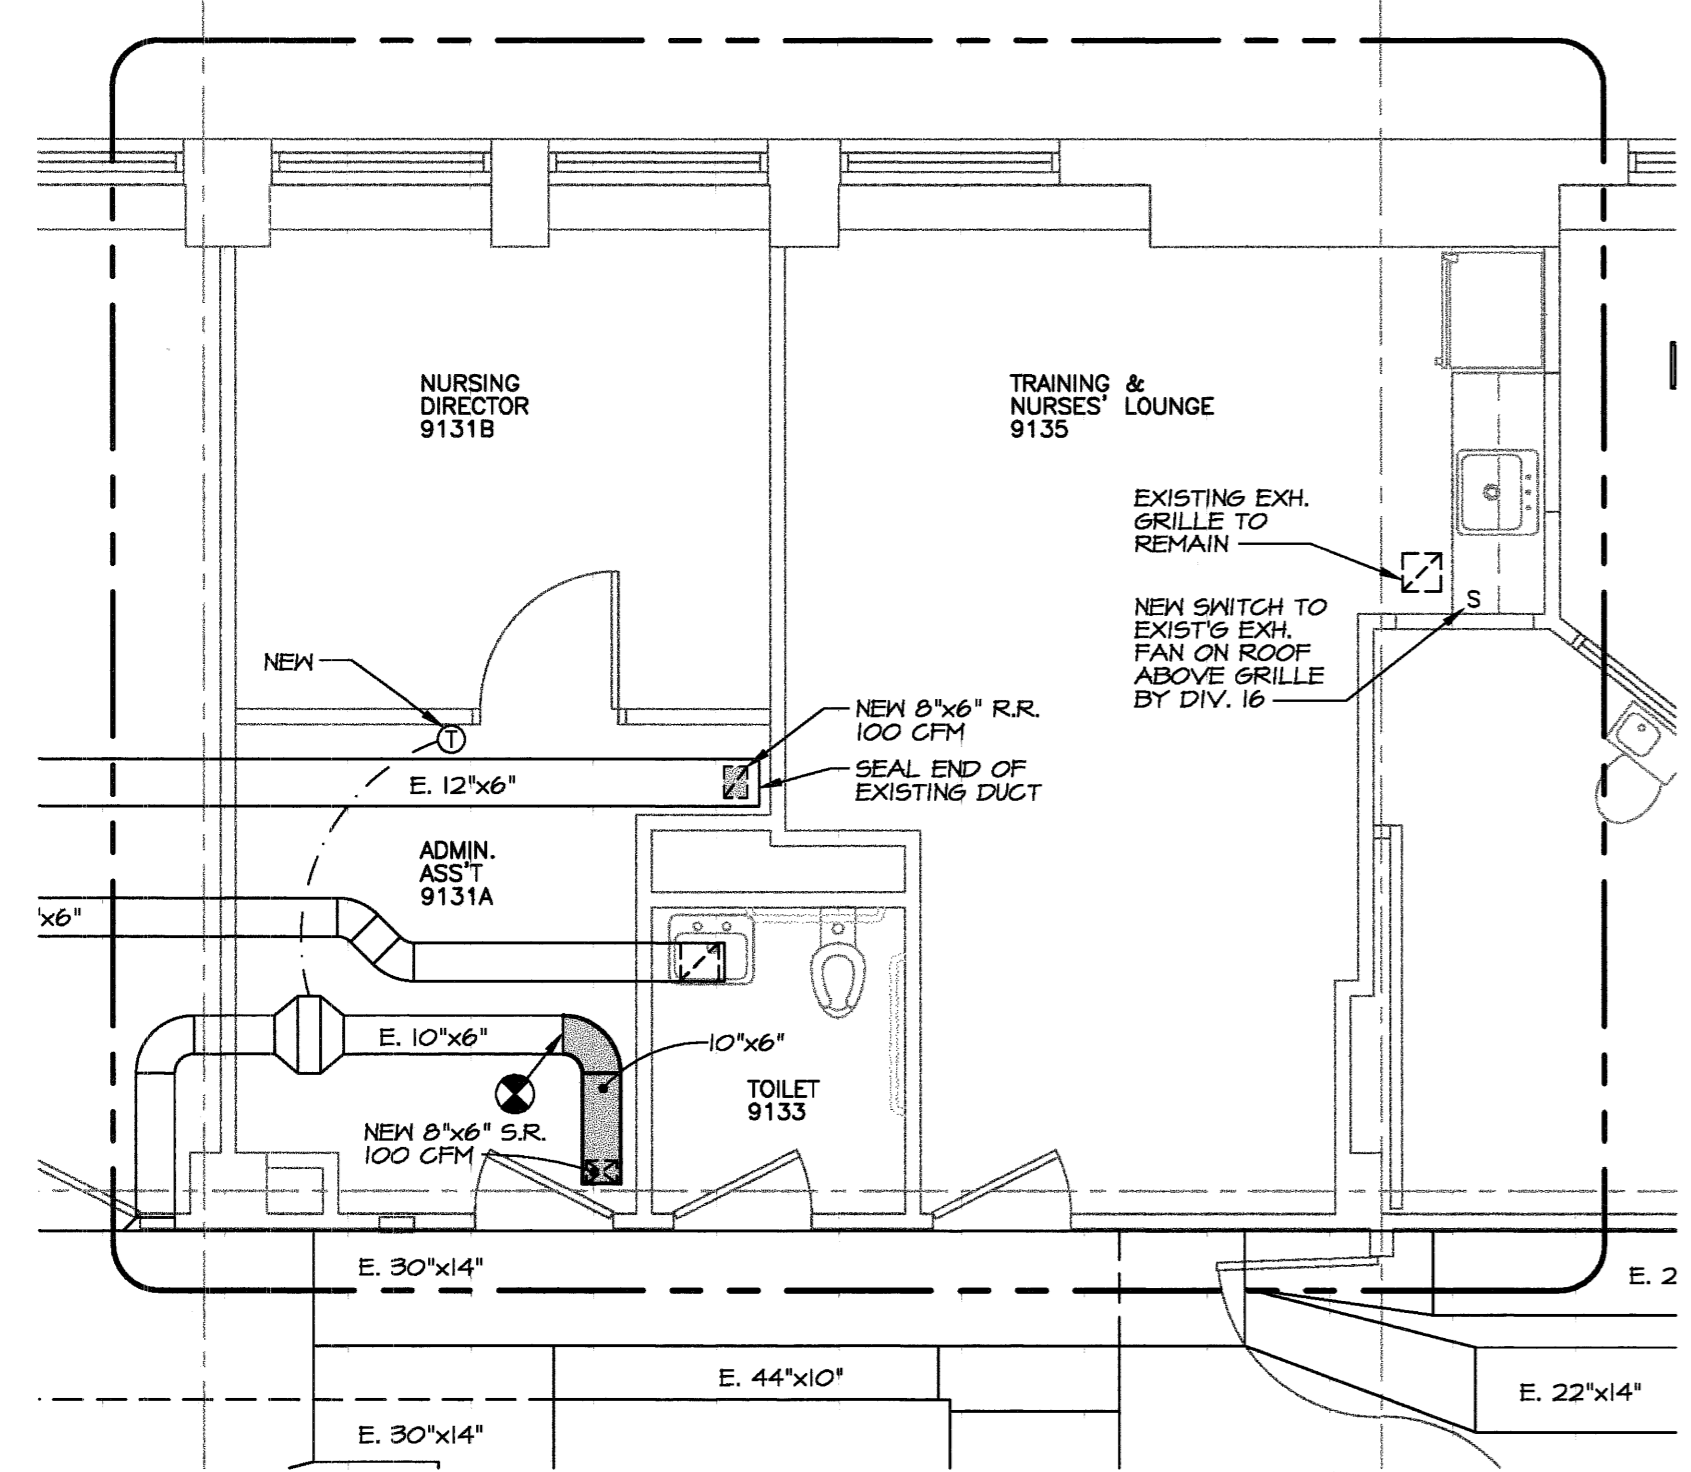 NURSING
DIRECTOR
9131B
TRAINING &
NURSES' LOUNGE
9135
EXISTING EXH.
GRILLE TO
REMAIN
NEW SWITCH TO
EXIST'G EXH.
FAN ON ROOF
ABOVE GRILLE
BY DIV. 16
S
NEW
T
NEW 8"x6" R.R.
100 CFM
SEAL END OF
EXISTING DUCT
E. 12"x6"
ADMIN.
ASS'T
9131A
"x6"
E. 10"x6"
10"x6"
TOILET
9133
NEW 8"x6" S.R.
100 CFM
E. 30"x14"
E. 2
E. 44"x10"
E. 22"x14"
E. 30"x14"